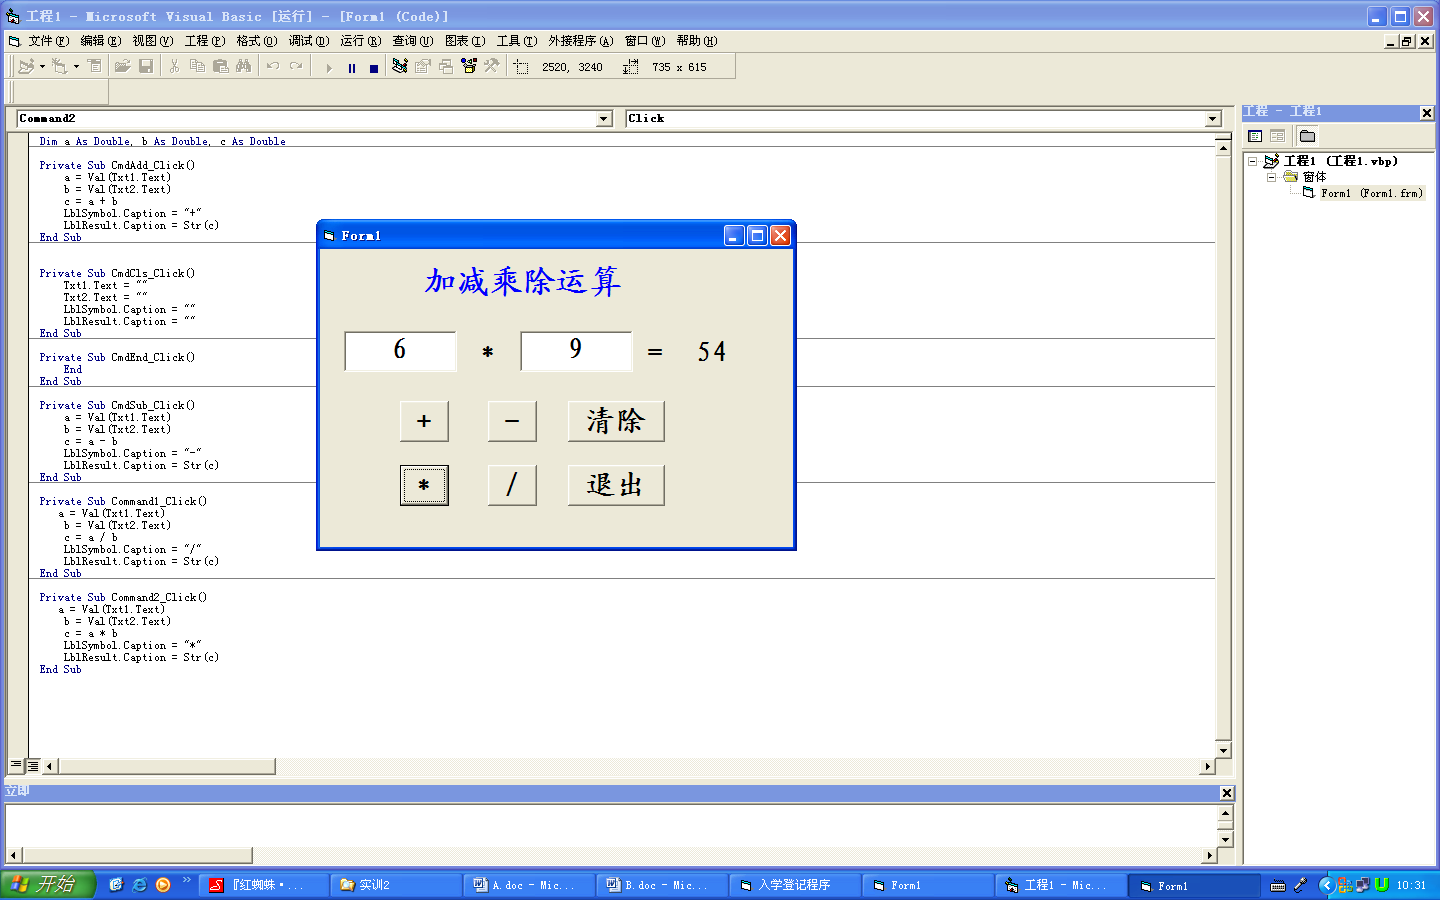 工程1 - Microsoft Visual Basic [运行] - [Form1 (Code)]
文件(F) 编辑(E) 视图(V) 工程(P) 格式(O) 调试(D) 运行(R) 查询(U) 图表(I) 工具(T) 外接程序(A) 窗口(W) 帮助(H)
2520, 3240 735 x 615
Command2 Click
Dim a As Double, b As Double, c As Double
Private Sub CmdAdd_Click()
a = Val(Txt1.Text)
b = Val(Txt2.Text)
c = a + b
LblSymbol.Caption = "+"
LblResult.Caption = Str(c)
End Sub
Private Sub CmdCls_Click()
Txt1.Text = ""
Txt2.Text = ""
LblSymbol.Caption = ""
LblResult.Caption = ""
End Sub
Private Sub CmdEnd_Click()
End
End Sub
Private Sub CmdSub_Click()
a = Val(Txt1.Text)
b = Val(Txt2.Text)
c = a - b
LblSymbol.Caption = "-"
LblResult.Caption = Str(c)
End Sub
Private Sub Command1_Click()
a = Val(Txt1.Text)
b = Val(Txt2.Text)
c = a / b
LblSymbol.Caption = "/"
LblResult.Caption = Str(c)
End Sub
Private Sub Command2_Click()
a = Val(Txt1.Text)
b = Val(Txt2.Text)
c = a * b
LblSymbol.Caption = "*"
LblResult.Caption = Str(c)
End Sub
Form1
加减乘除运算
6 * 9 = 54
+ - 清除
* / 退出
工程 - 工程1
工程1 (工程1.vbp)
窗体
Form1 (Form1.frm)
立即
开始 『红蜘蛛·... 实训2 A.doc - Mic... B.doc - Mic... 入学登记程序 Form1 工程1 - Mic... Form1 10:31